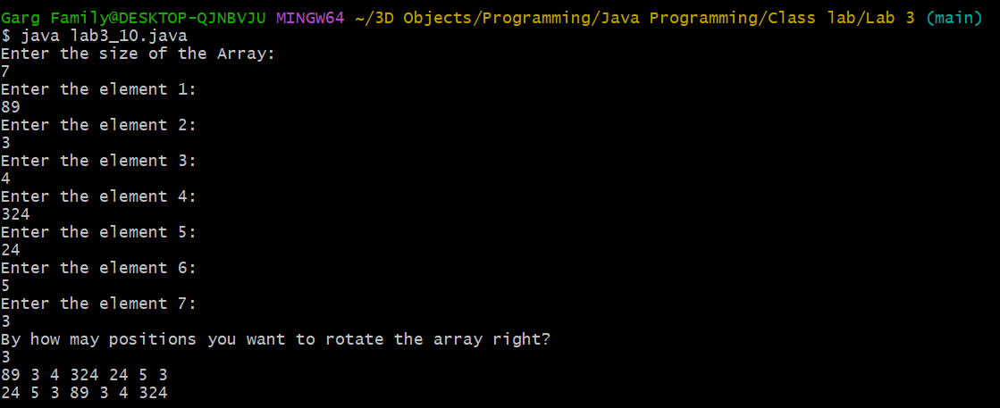 Garg Family@DESKTOP-QJNBVJU MINGW64 ~/3D Objects/Programming/Java Programming/Class lab/Lab 3 (main)
$ java lab3_10.java
Enter the size of the Array:
7
Enter the element 1:
89
Enter the element 2:
3
Enter the element 3:
4
Enter the element 4:
324
Enter the element 5:
24
Enter the element 6:
5
Enter the element 7:
3
By how may positions you want to rotate the array right?
3
89 3 4 324 24 5 3
24 5 3 89 3 4 324